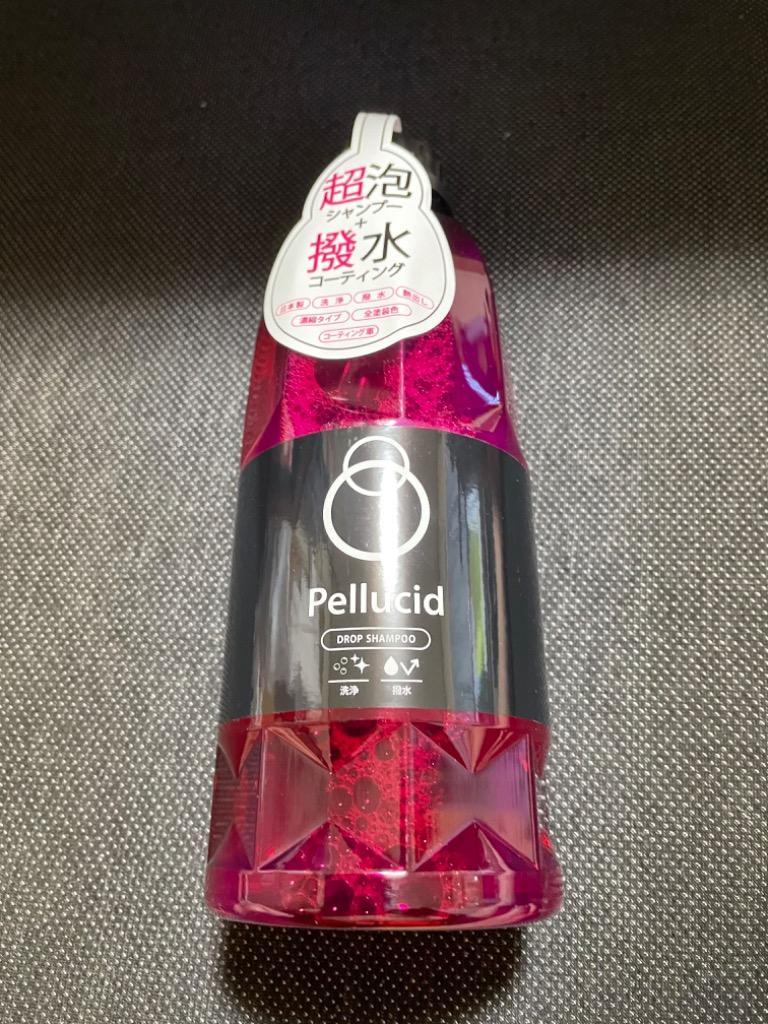 超泡
シャンプー
+
撥水
コーティング
日本製 洗浄 撥水 艶出し
濃縮タイプ 全塗装色
コーティング車
Pellucid
DROP SHAMPOO
洗浄 撥水